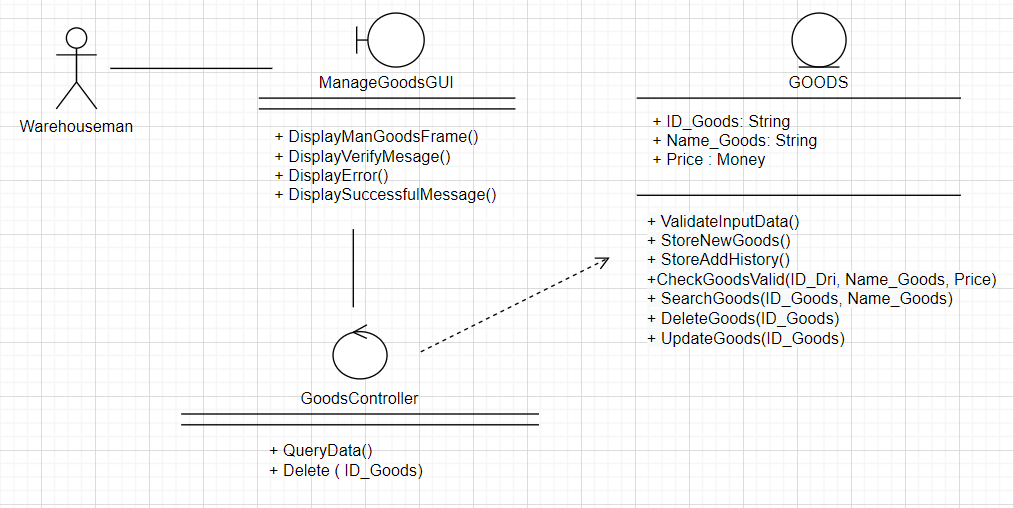 Warehouseman
ManageGoodsGUI
+ DisplayManGoodsFrame()
+ DisplayVerifyMesage()
+ DisplayError()
+ DisplaySuccessfulMessage()
GOODS
+ ID_Goods: String
+ Name_Goods: String
+ Price : Money
+ ValidateInputData()
+ StoreNewGoods()
+ StoreAddHistory()
+CheckGoodsValid(ID_Dri, Name_Goods, Price)
+ SearchGoods(ID_Goods, Name_Goods)
+ DeleteGoods(ID_Goods)
+ UpdateGoods(ID_Goods)
GoodsController
+ QueryData()
+ Delete ( ID_Goods)